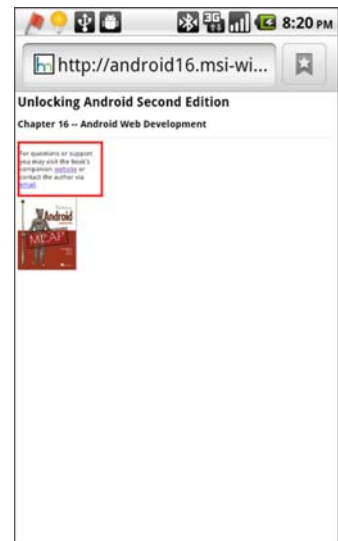 3G
8:20 PM
http://android16.msi-wi...
Unlocking Android Second Edition
Chapter 16 -- Android Web Development
For questions or support
you may visit the book's
companion website or
contact the author via
email.
Android
MEAP